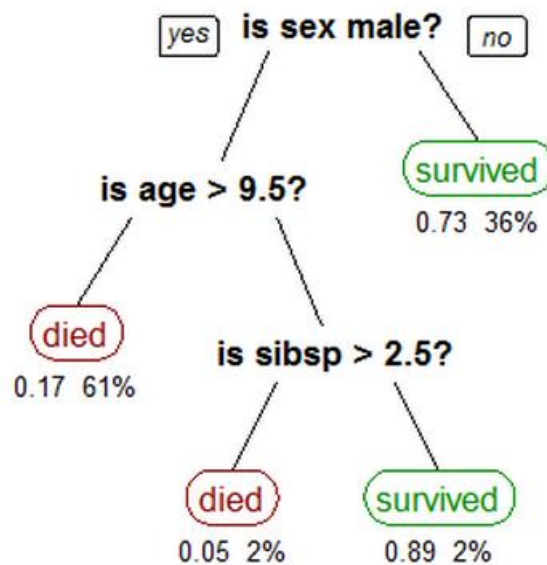 yes is sex male? no
survived
is age > 9.5?
0.73 36%
died
is sibsp > 2.5?
0.17 61%
died survived
0.05 2% 0.89 2%